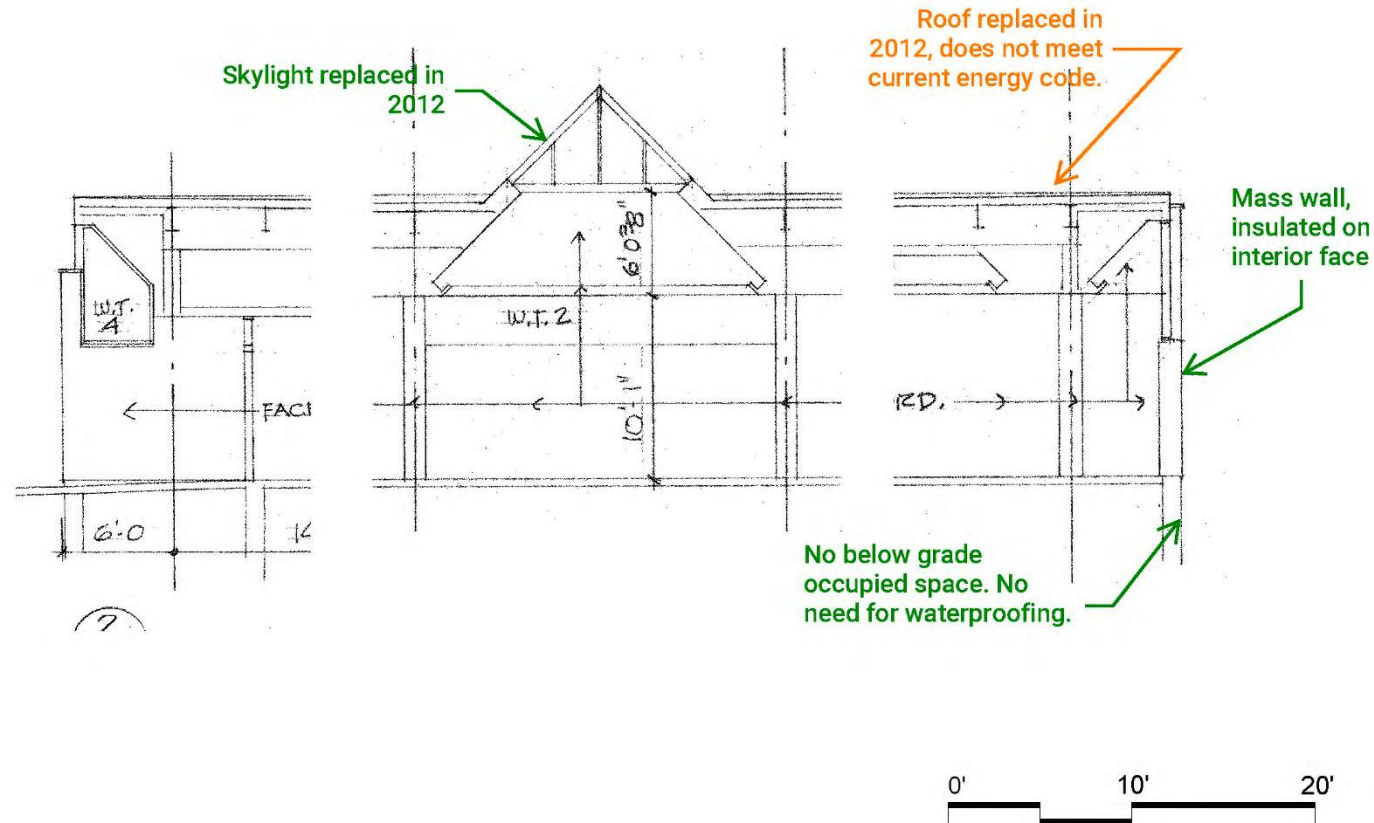 Roof replaced in
2012, does not meet
current energy code.
Skylight replaced in
2012
Mass wall,
insulated on
interior face
W.T.
4
6'0⅜"
W.T. 2
10'-1"
FACI
RD.
6'-0
No below grade
occupied space. No
need for waterproofing.
2
0'
10'
20'